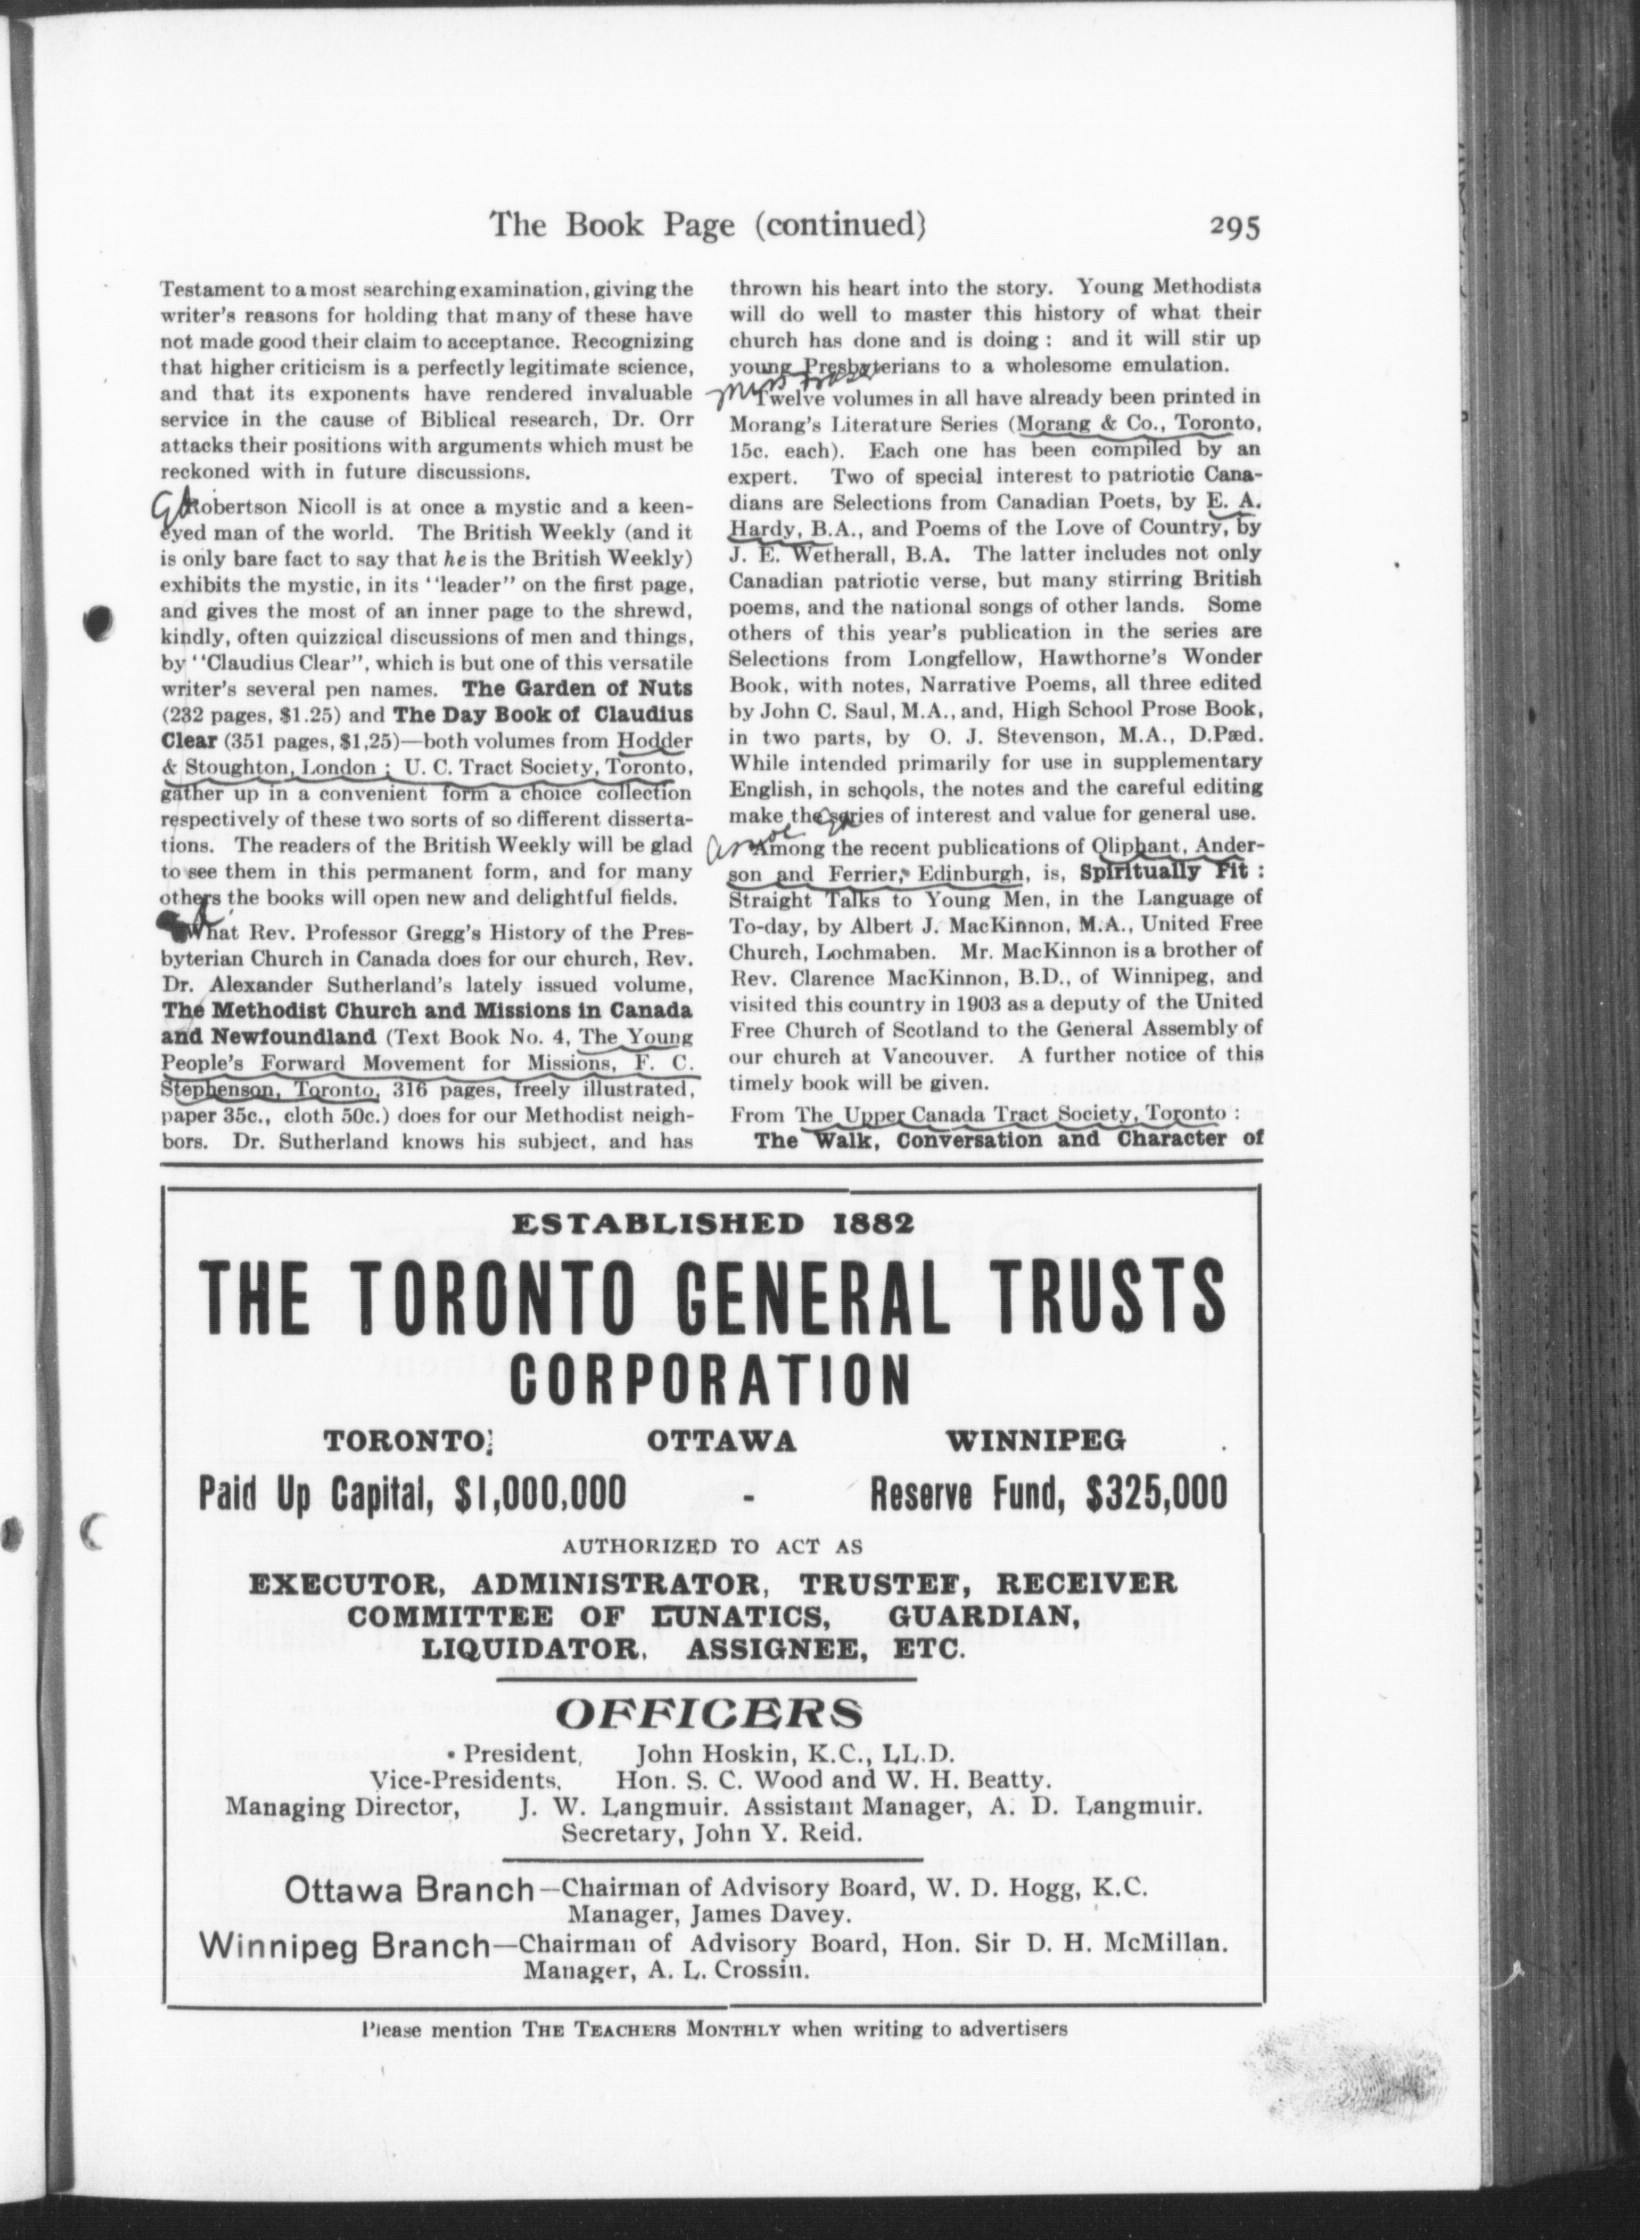 The Book Page (continued)
295
Testament to a most searching examination, giving the
writer's reasons for holding that many of these have
not made good their claim to acceptance. Recognizing
that higher criticism is a perfectly legitimate science,
and that its exponents have rendered invaluable
service in the cause of Biblical research, Dr. Orr
attacks their positions with arguments which must be
reckoned with in future discussions.
Robertson Nicoll is at once a mystic and a keen-
eyed man of the world. The British Weekly (and it
is only bare fact to say that he is the British Weekly)
exhibits the mystic, in its "leader" on the first page,
and gives the most of an inner page to the shrewd,
kindly, often quizzical discussions of men and things,
by "Claudius Clear", which is but one of this versatile
writer's several pen names. The Garden of Nuts
(232 pages, $1.25) and The Day Book of Claudius
Clear (351 pages, $1,25)—both volumes from Hodder
& Stoughton, London ; U. C. Tract Society, Toronto,
gather up in a convenient form a choice collection
respectively of these two sorts of so different disserta-
tions. The readers of the British Weekly will be glad
to see them in this permanent form, and for many
others the books will open new and delightful fields.
What Rev. Professor Gregg's History of the Pres-
byterian Church in Canada does for our church, Rev.
Dr. Alexander Sutherland's lately issued volume,
The Methodist Church and Missions in Canada
and Newfoundland (Text Book No. 4, The Young
People's Forward Movement for Missions, F. C.
Stephenson, Toronto, 316 pages, freely illustrated,
paper 35c., cloth 50c.) does for our Methodist neigh-
bors. Dr. Sutherland knows his subject, and has
thrown his heart into the story. Young Methodists
will do well to master this history of what their
church has done and is doing : and it will stir up
young Presbyterians to a wholesome emulation.
Miss Fraser
Twelve volumes in all have already been printed in
Morang's Literature Series (Morang & Co., Toronto,
15c. each). Each one has been compiled by an
expert. Two of special interest to patriotic Cana-
dians are Selections from Canadian Poets, by E. A.
Hardy, B.A., and Poems of the Love of Country, by
J. E. Wetherall, B.A. The latter includes not only
Canadian patriotic verse, but many stirring British
poems, and the national songs of other lands. Some
others of this year's publication in the series are
Selections from Longfellow, Hawthorne's Wonder
Book, with notes, Narrative Poems, all three edited
by John C. Saul, M.A., and, High School Prose Book,
in two parts, by O. J. Stevenson, M.A., D.Pæd.
While intended primarily for use in supplementary
English, in schools, the notes and the careful editing
make the series of interest and value for general use.
Among the recent publications of Oliphant, Ander-
son and Ferrier, Edinburgh, is, Spiritually Fit :
Straight Talks to Young Men, in the Language of
To-day, by Albert J. MacKinnon, M.A., United Free
Church, Lochmaben. Mr. MacKinnon is a brother of
Rev. Clarence MacKinnon, B.D., of Winnipeg, and
visited this country in 1903 as a deputy of the United
Free Church of Scotland to the General Assembly of
our church at Vancouver. A further notice of this
timely book will be given.
From The Upper Canada Tract Society, Toronto :
The Walk, Conversation and Character of
ESTABLISHED 1882
THE TORONTO GENERAL TRUSTS
CORPORATION
TORONTO OTTAWA WINNIPEG
Paid Up Capital, $1,000,000 - Reserve Fund, $325,000
AUTHORIZED TO ACT AS
EXECUTOR, ADMINISTRATOR, TRUSTEE, RECEIVER
COMMITTEE OF LUNATICS, GUARDIAN,
LIQUIDATOR, ASSIGNEE, ETC.
OFFICERS
President, John Hoskin, K.C., LL.D.
Vice-Presidents, Hon. S. C. Wood and W. H. Beatty.
Managing Director, J. W. Langmuir. Assistant Manager, A. D. Langmuir.
Secretary, John Y. Reid.
Ottawa Branch—Chairman of Advisory Board, W. D. Hogg, K.C.
Manager, James Davey.
Winnipeg Branch—Chairman of Advisory Board, Hon. Sir D. H. McMillan.
Manager, A. L. Crossin.
Please mention THE TEACHERS MONTHLY when writing to advertisers